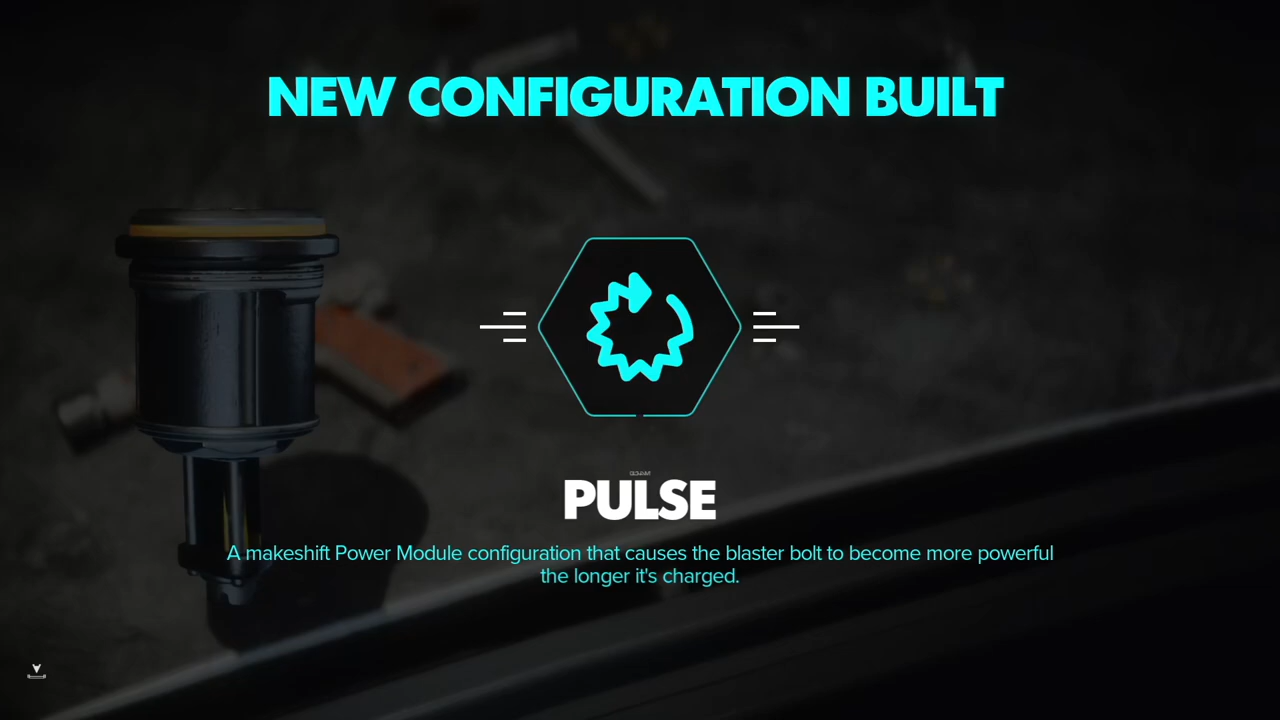 NEW CONFIGURATION BUILT
PULSE
A makeshift Power Module configuration that causes the blaster bolt to become more powerful
the longer it's charged.